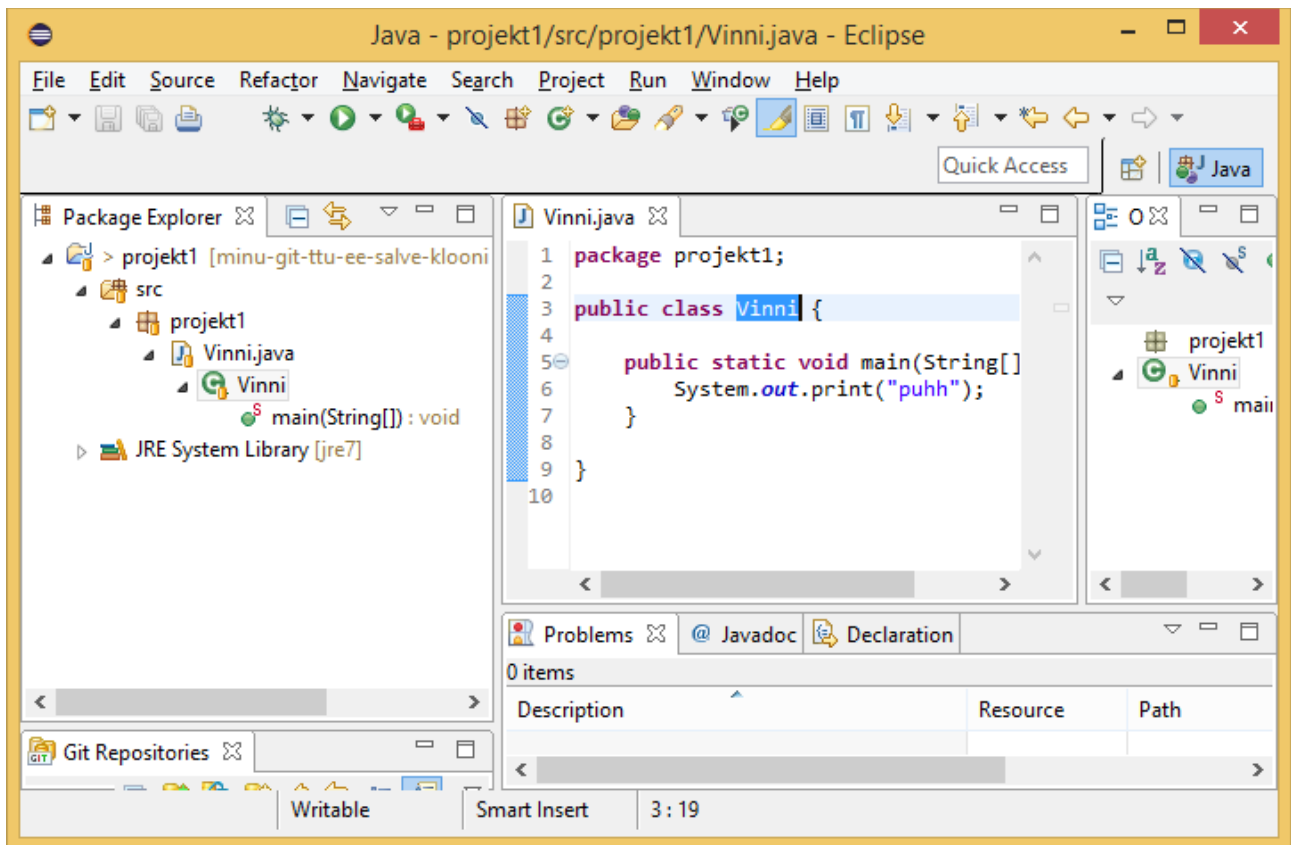 Java - projekt1/src/projekt1/Vinni.java - Eclipse
File Edit Source Refactor Navigate Search Project Run Window Help
Quick Access
Java
Package Explorer
> projekt1 [minu-git-ttu-ee-salve-klooni
src
projekt1
Vinni.java
Vinni
main(String[]) : void
JRE System Library [jre7]
Git Repositories
Vinni.java
1 package projekt1;
2
3 public class Vinni {
4
5     public static void main(String[]
6         System.out.print("puhh");
7     }
8
9 }
10
O
projekt1
Vinni
mai
Problems @ Javadoc Declaration
0 items
Description Resource Path
Writable Smart Insert 3 : 19